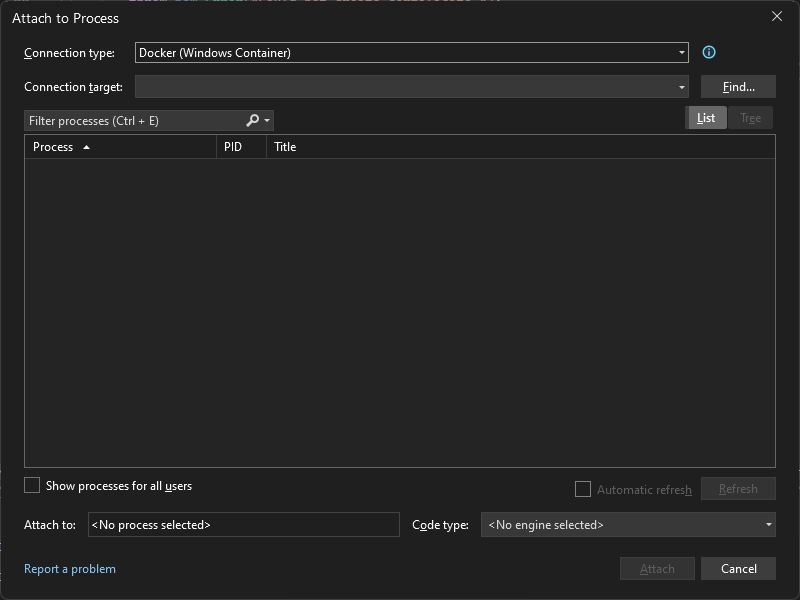 Attach to Process
Connection type: Docker (Windows Container)
Connection target: Find...
Filter processes (Ctrl + E) List Tree
Process PID Title
Show processes for all users Automatic refresh Refresh
Attach to: <No process selected> Code type: <No engine selected>
Report a problem Attach Cancel